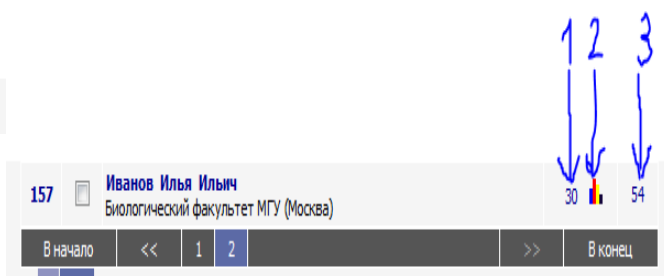 1 2 3
157 Иванов Илья Ильич 30 54
Биологический факультет МГУ (Москва)
В начало << 1 2 >> В конец